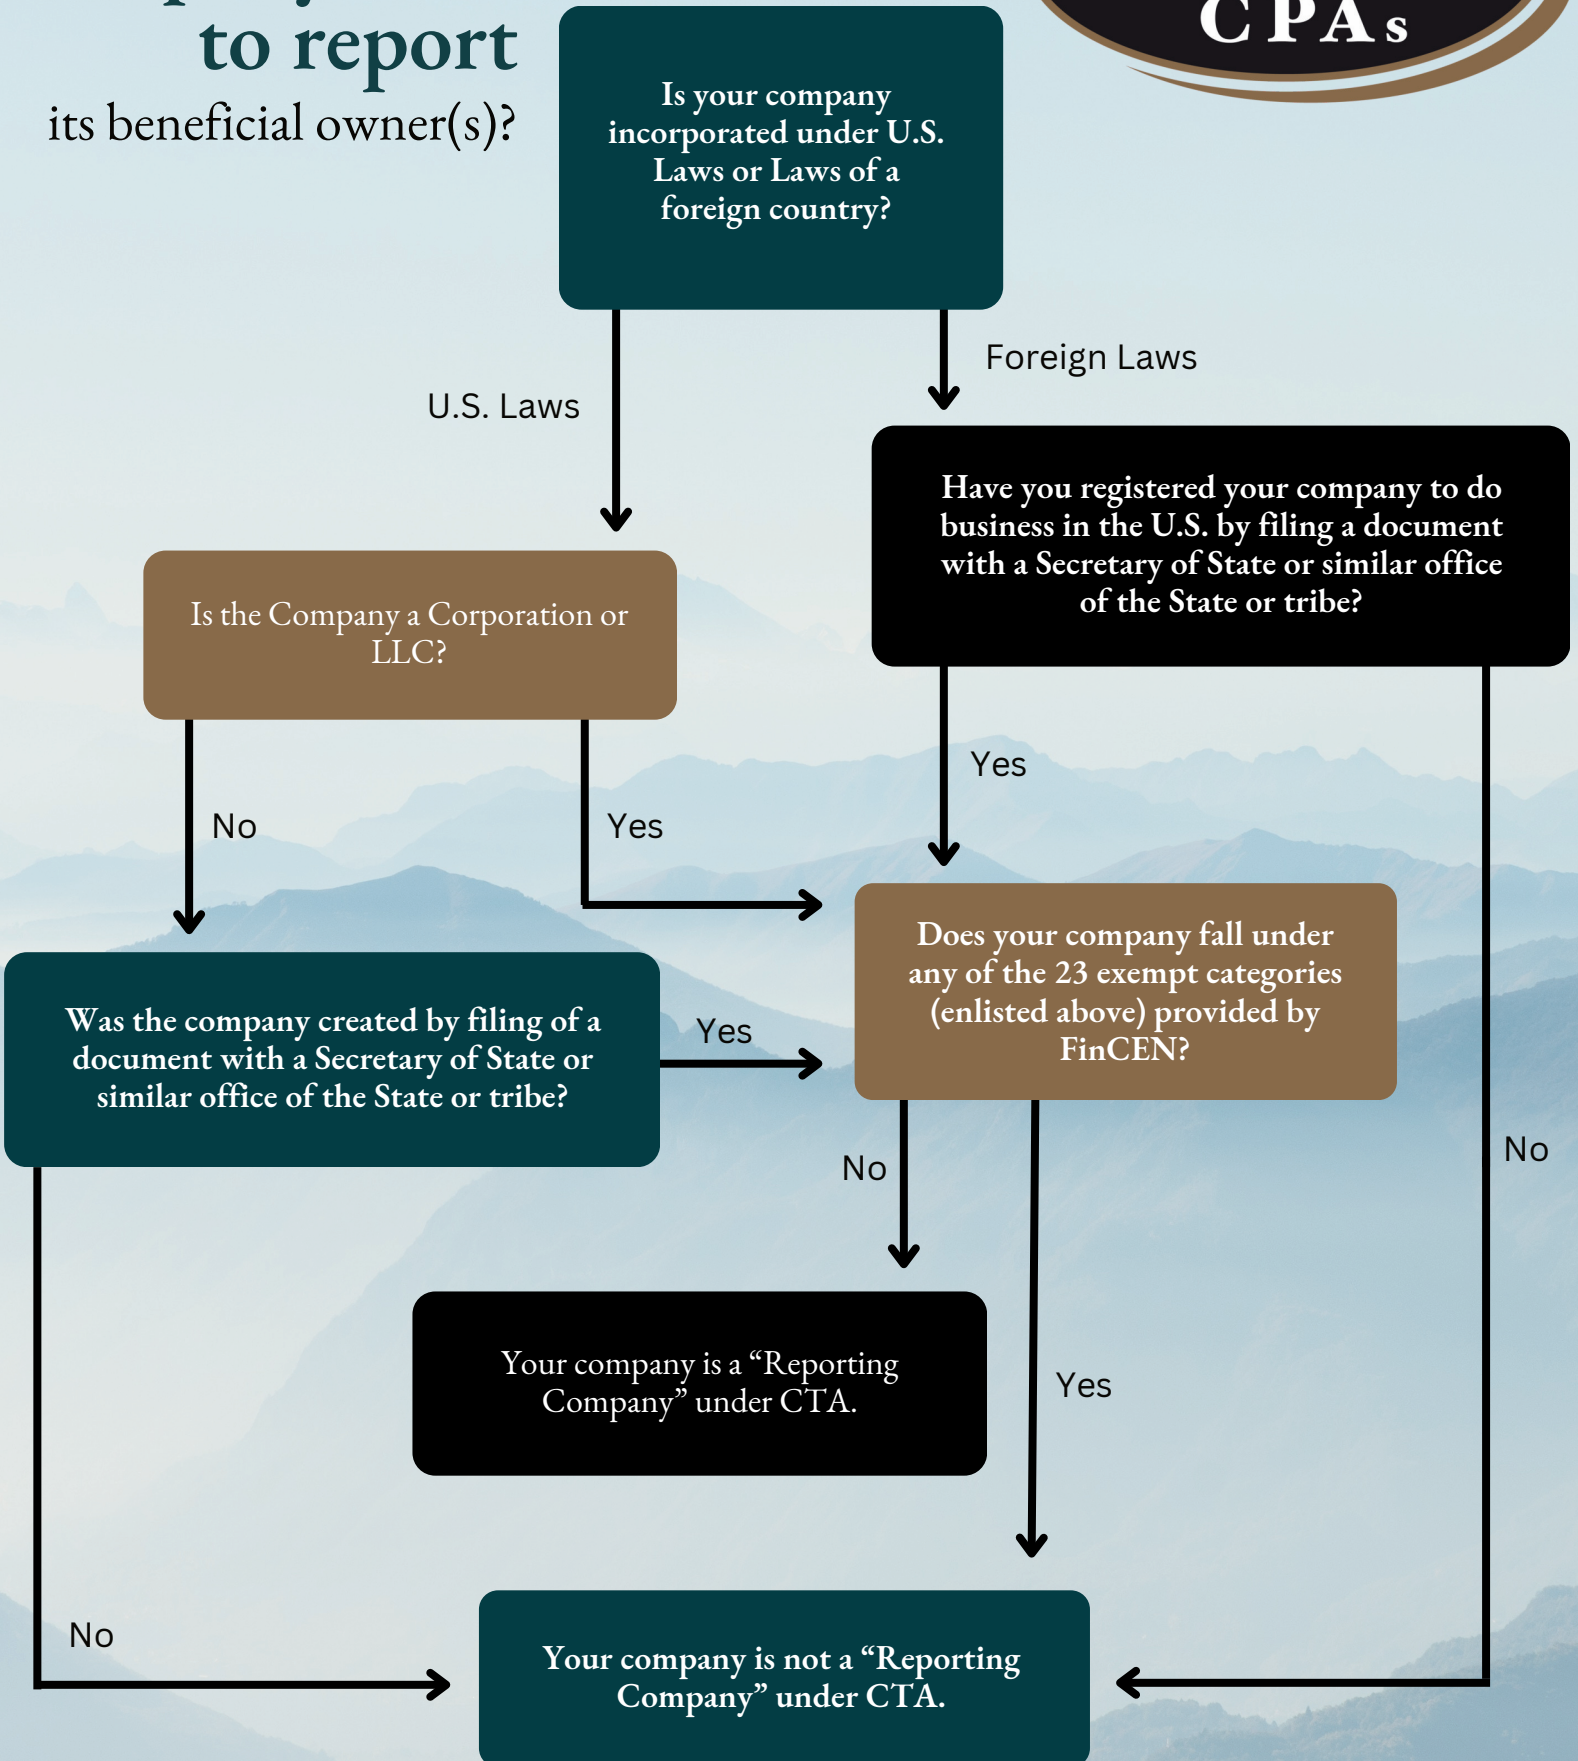 to report
its beneficial owner(s)?
CPAs
Is your company
incorporated under U.S.
Laws or Laws of a
foreign country?
Foreign Laws
U.S. Laws
Have you registered your company to do
business in the U.S. by filing a document
with a Secretary of State or similar office
of the State or tribe?
Is the Company a Corporation or
LLC?
Yes
No
Yes
Does your company fall under
any of the 23 exempt categories
(enlisted above) provided by
FinCEN?
Was the company created by filing of a
document with a Secretary of State or
similar office of the State or tribe?
Yes
No
No
Your company is a “Reporting
Company” under CTA.
Yes
No
Your company is not a “Reporting
Company” under CTA.